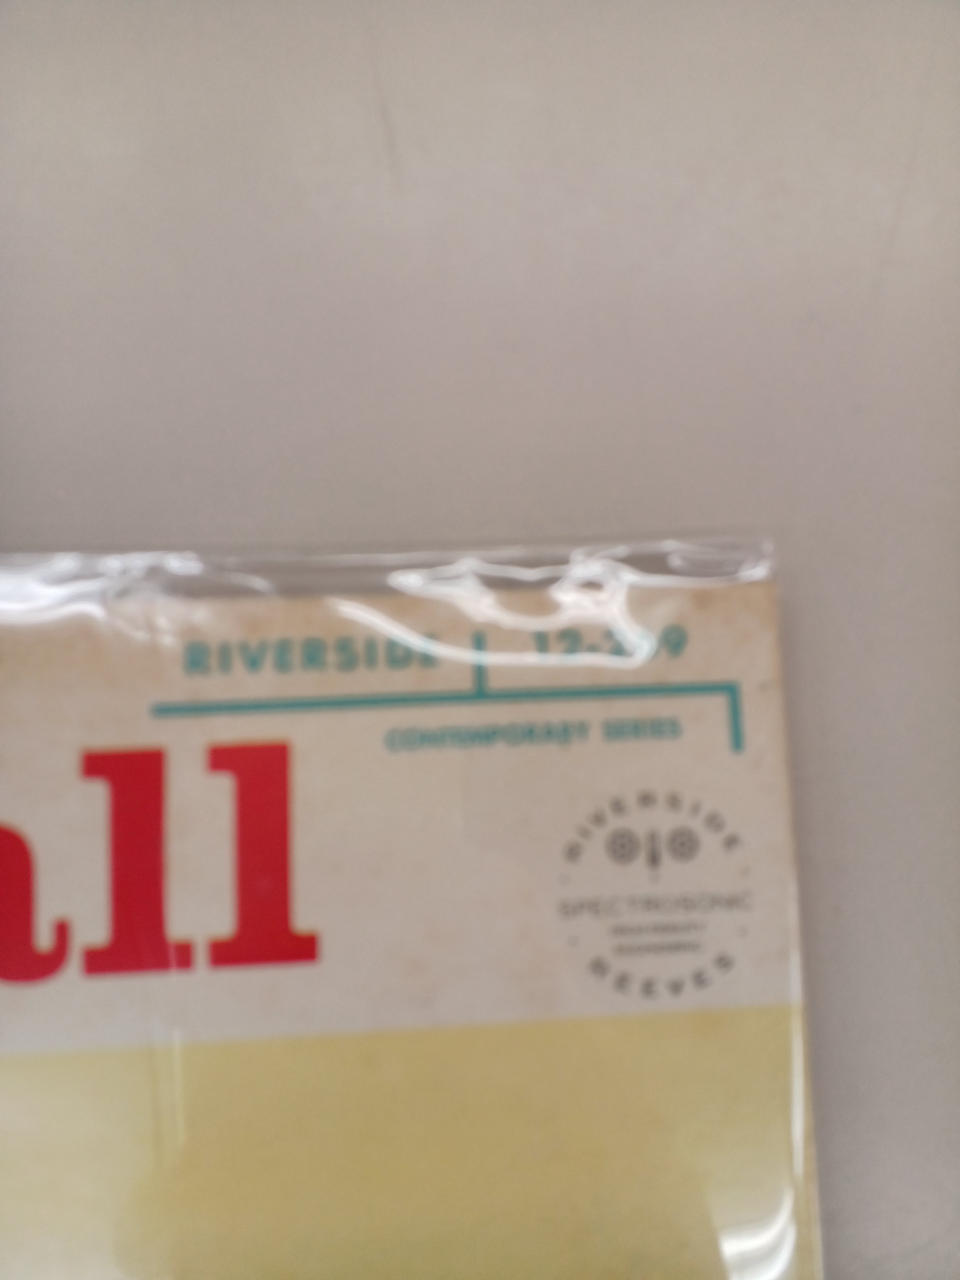 RIVERSIDE
CONTEMPORARY SERIES
all
RIVERSIDE
SPECTROSONIC
REEVES